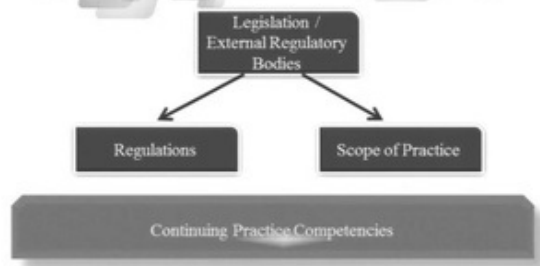 Legislation /
External Regulatory
Bodies
Regulations
Scope of Practice
Continuing Practice Competencies